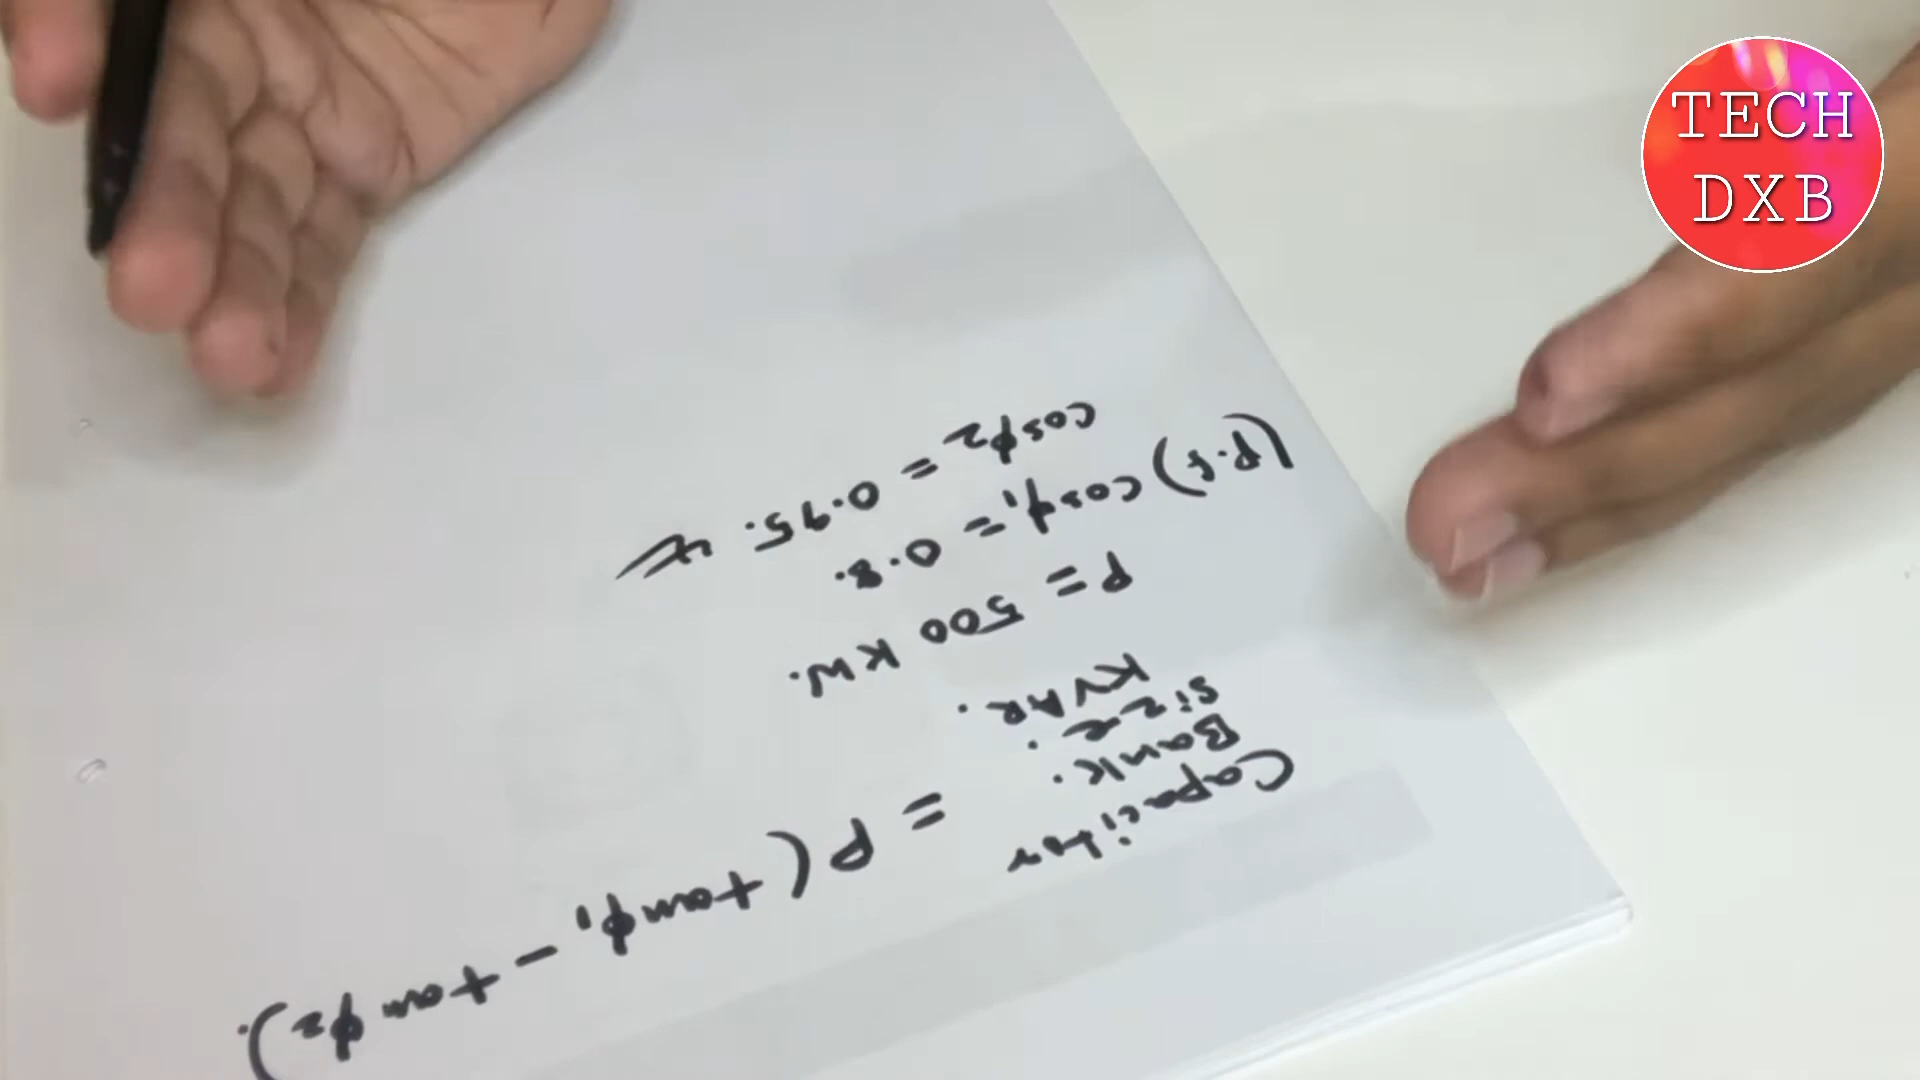 TECH
DXB
Capacitor
Bank.
size.
KVAR.
= P(tanϕ₁ - tanϕ₂).
P = 500 KW.
(P.f) cosϕ₁ = 0.8.
cosϕ₂ = 0.95.